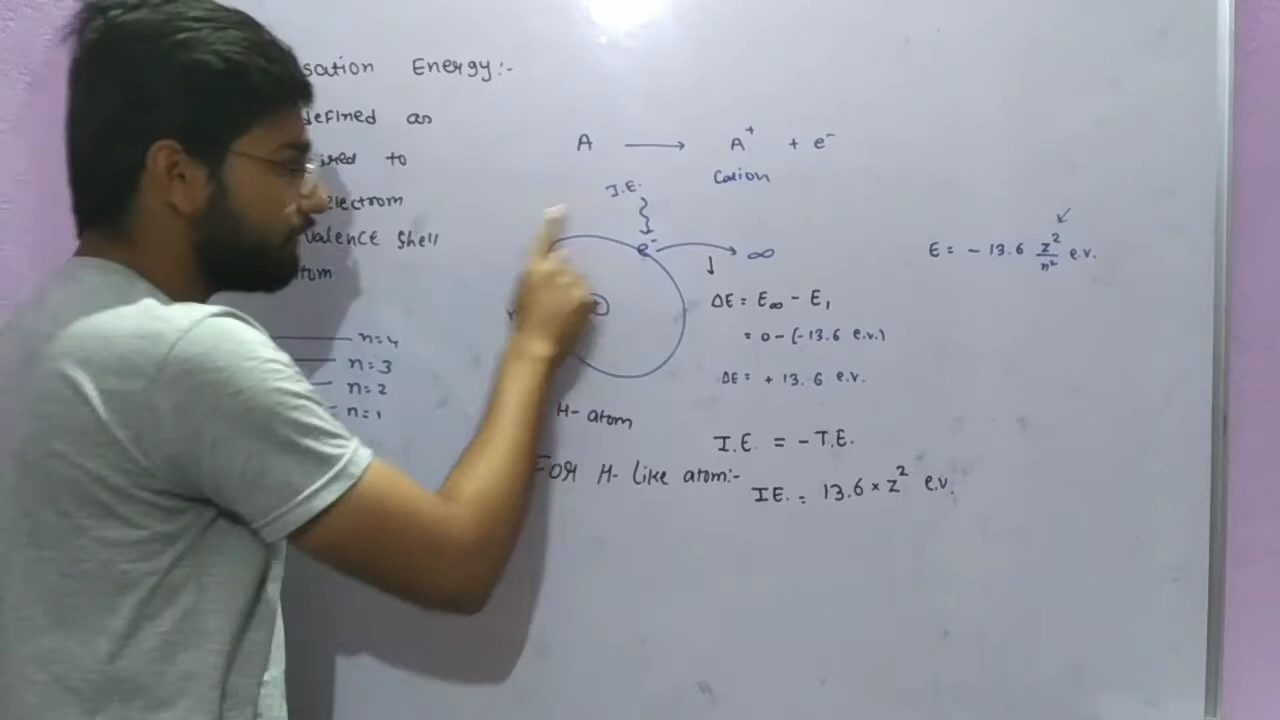 sation Energy:-
defined as
ired to
electrom
valence shell
tom
n=4
n=3
n=2
n=1
A → A⁺ + e⁻
Cation
I.E.
e⁻ → ∞
+
ΔE = E∞ - E₁
= 0 - (-13.6 e.v.)
ΔE = + 13.6 e.v.
H- atom
I.E. = - T.E.
FOR H- like atom:-
IE. = 13.6 × z² e.v.
E = - 13.6 z²/n² e.v.